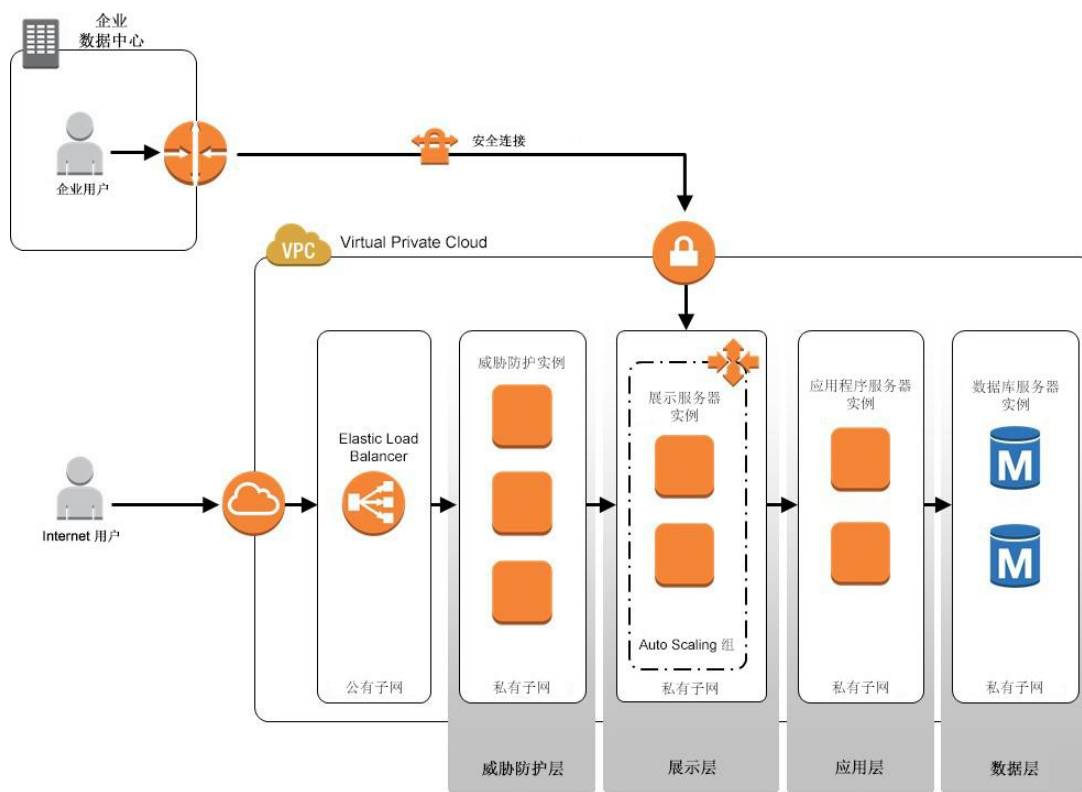 企业
数据中心
企业用户
安全连接
VPC
Virtual Private Cloud
Elastic Load
Balancer
公有子网
威胁防护实例
私有子网
展示服务器
实例
Auto Scaling 组
私有子网
应用程序服务器
实例
私有子网
数据库服务器
实例
M
M
私有子网
Internet 用户
威胁防护层
展示层
应用层
数据层